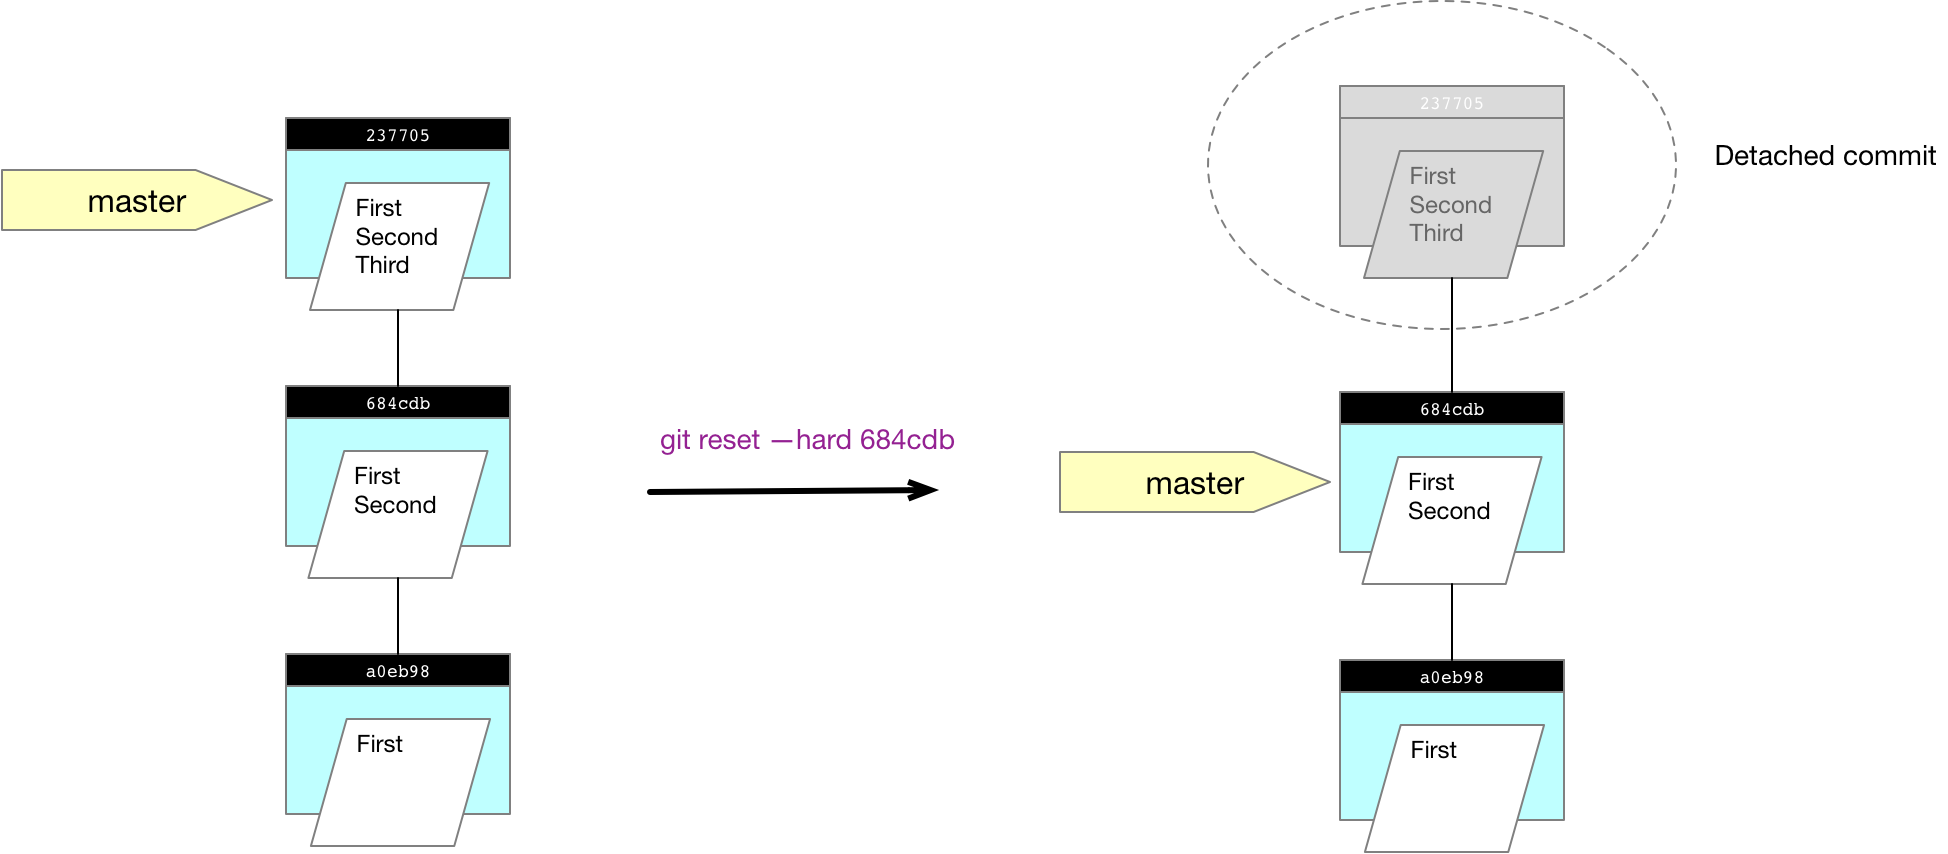 237705
master
First
Second
Third
684cdb
First
Second
a0eb98
First
git reset —hard 684cdb
237705
First
Second
Third
Detached commit
684cdb
master
First
Second
a0eb98
First